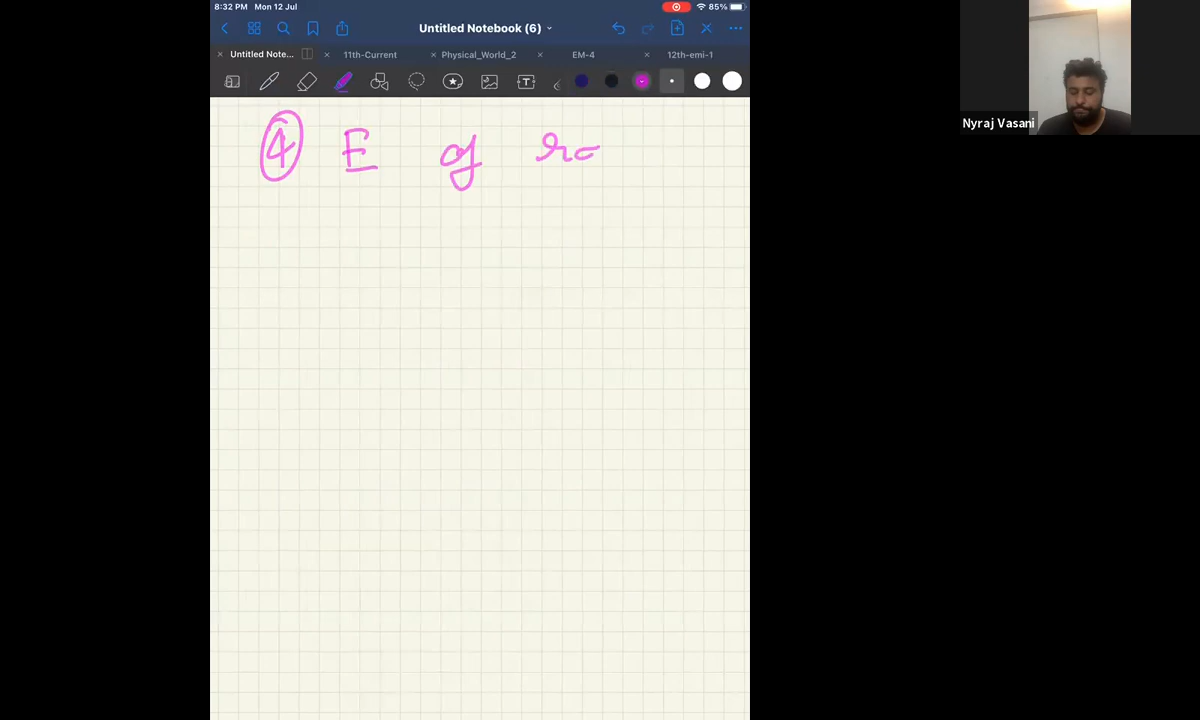 8:32 PM Mon 12 Jul 85%
Untitled Notebook (6)
Untitled Note... 11th-Current Physical_World_2 EM-4 12th-emi-1
4 E of ro
Nyraj Vasani